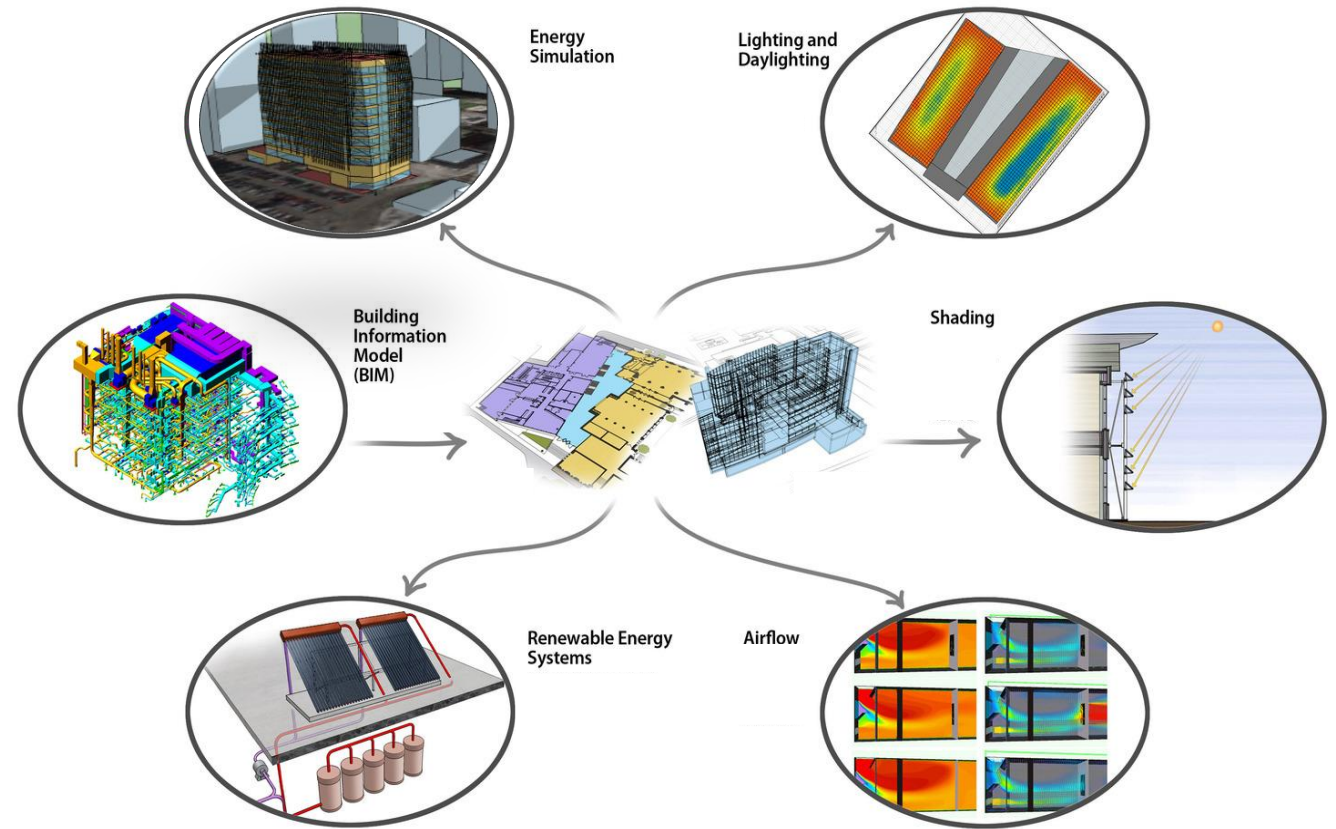 Energy
Simulation
Lighting and
Daylighting
Building
Information
Model
(BIM)
Shading
Renewable Energy
Systems
Airflow